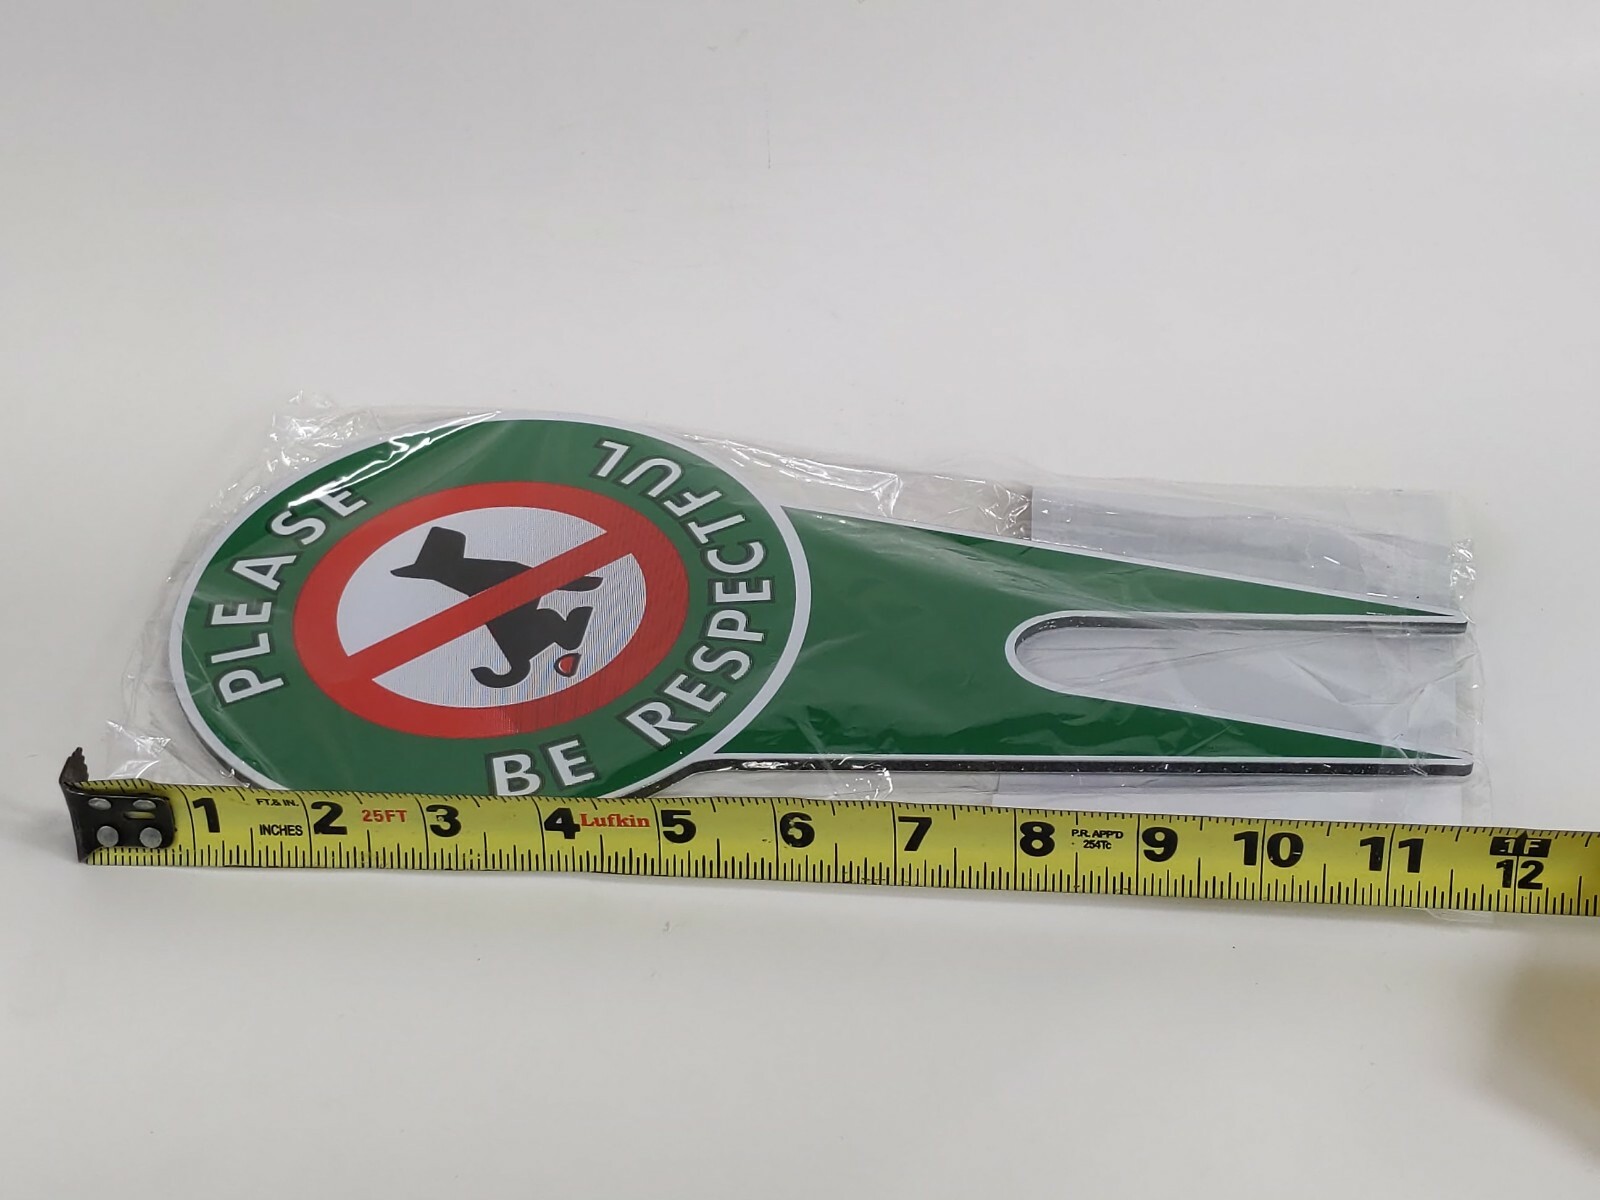 PLEASE
BE RESPECTFUL
1 FT.& IN. INCHES 2 25FT 3 4 Lufkin 5 6 7 8 P.R. APP'D 254Tc 9 10 11 1F 12